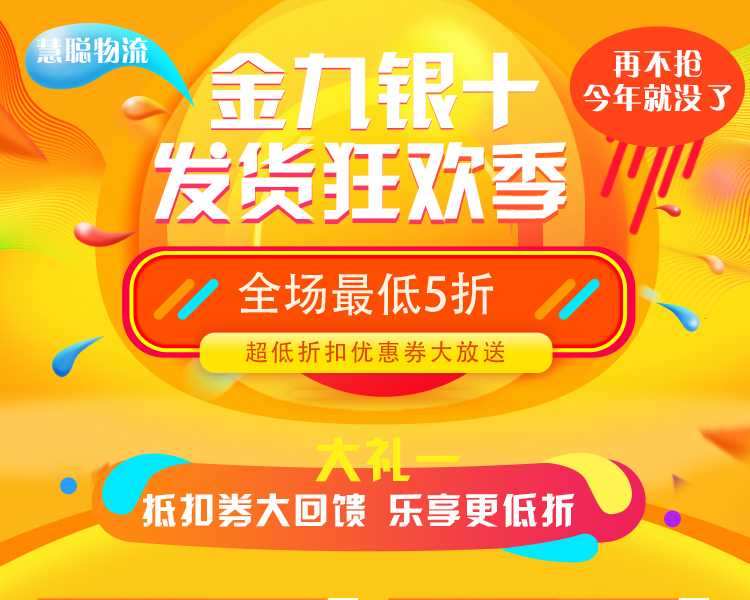 慧聪物流
金九银十
发货狂欢季
再不抢
今年就没了
全场最低5折
超低折扣优惠券大放送
大礼一
抵扣券大回馈 乐享更低折